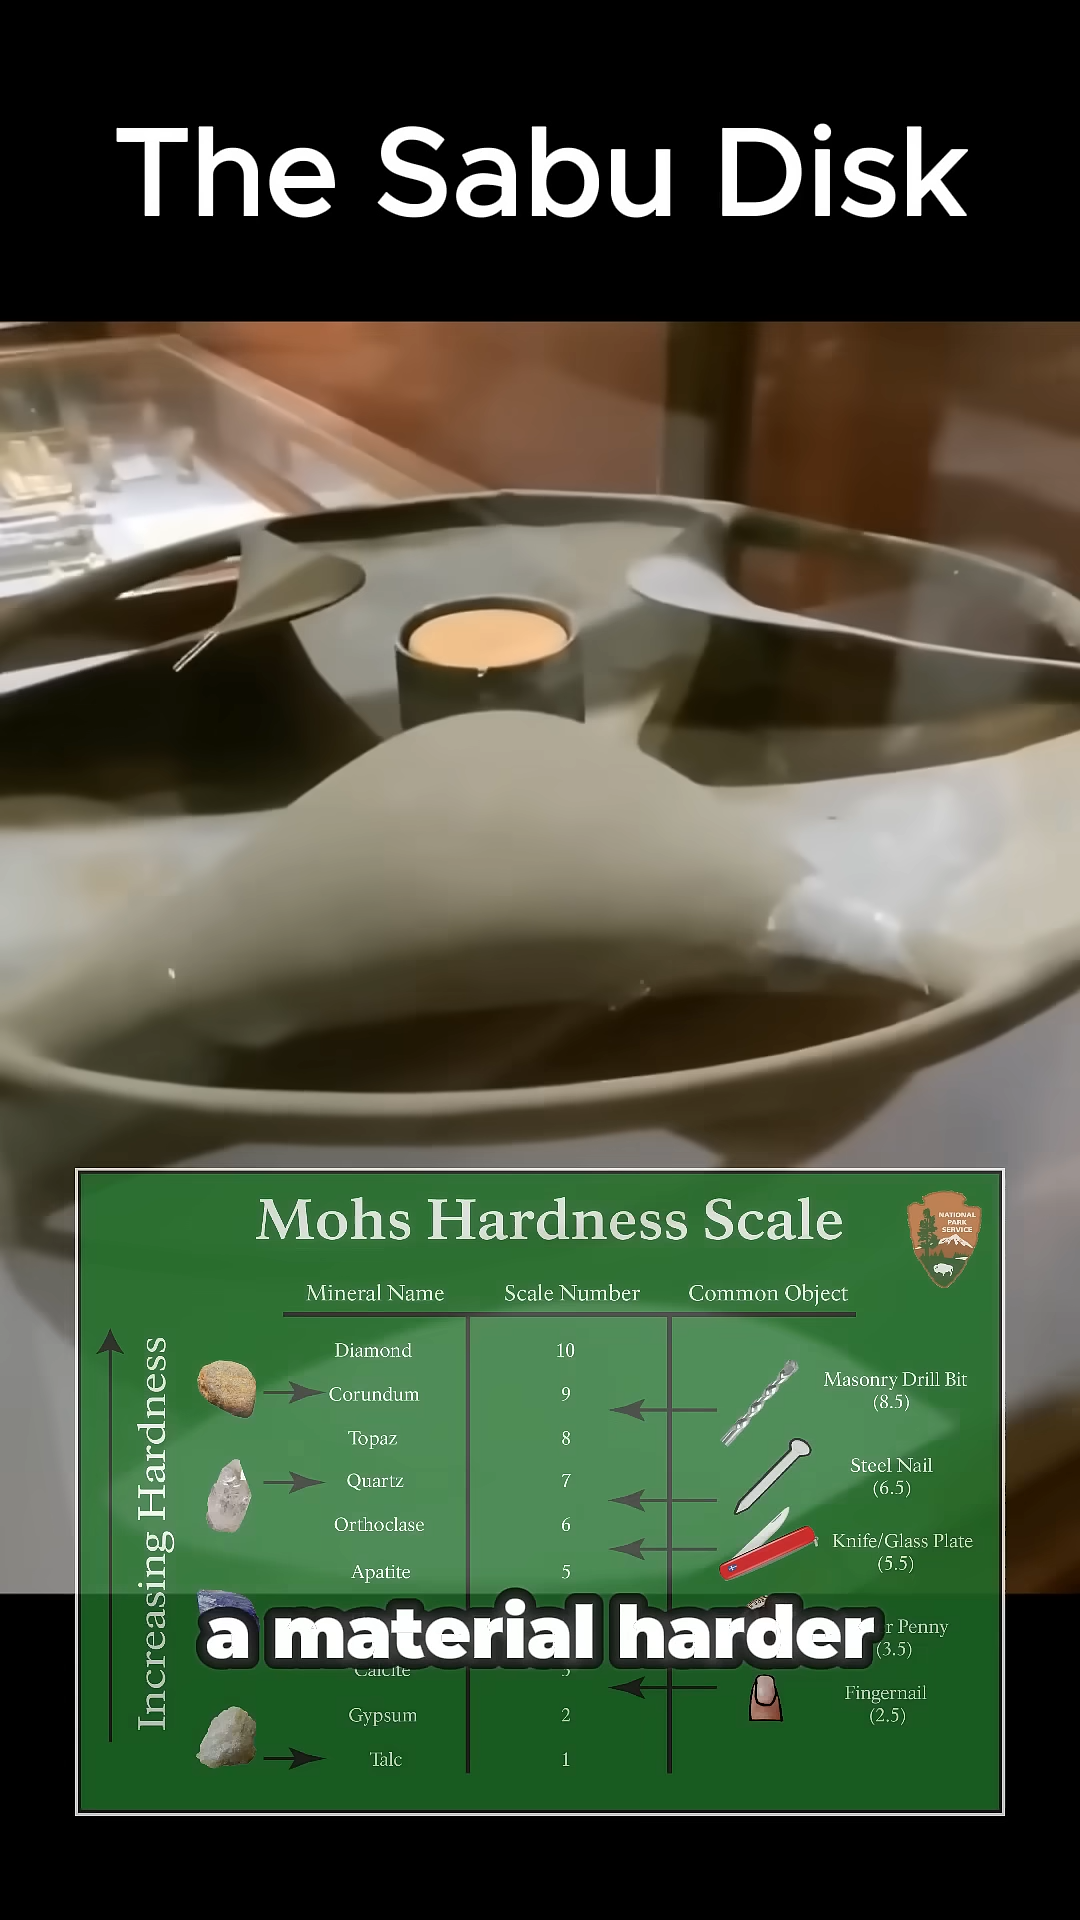 The Sabu Disk
Mohs Hardness Scale
NATIONAL
PARK
SERVICE
Mineral Name Scale Number Common Object
Increasing Hardness
Diamond 10
Corundum 9
Topaz 8
Quartz 7
Orthoclase 6
Apatite 5
Calcite 3
Gypsum 2
Talc 1
Masonry Drill Bit
(8.5)
Steel Nail
(6.5)
Knife/Glass Plate
(5.5)
Penny
(3.5)
Fingernail
(2.5)
a material harder